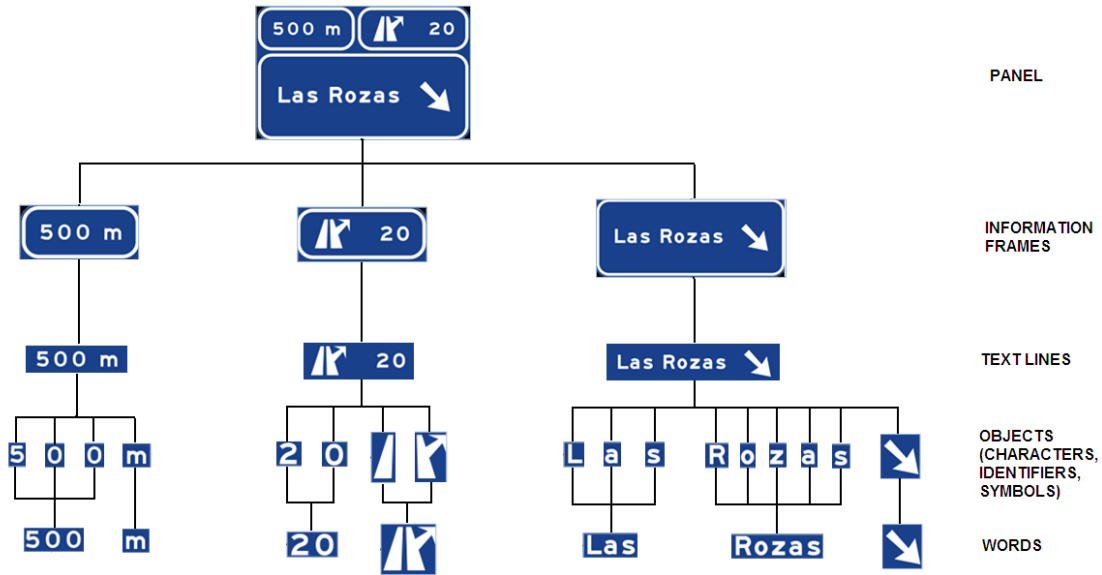 500 m 20
PANEL
Las Rozas
500 m 20 Las Rozas INFORMATION
FRAMES
500 m 20 Las Rozas TEXT LINES
5 0 0 m 2 0 L a s R o z a s OBJECTS
(CHARACTERS,
IDENTIFIERS,
SYMBOLS)
500 m 20 Las Rozas WORDS